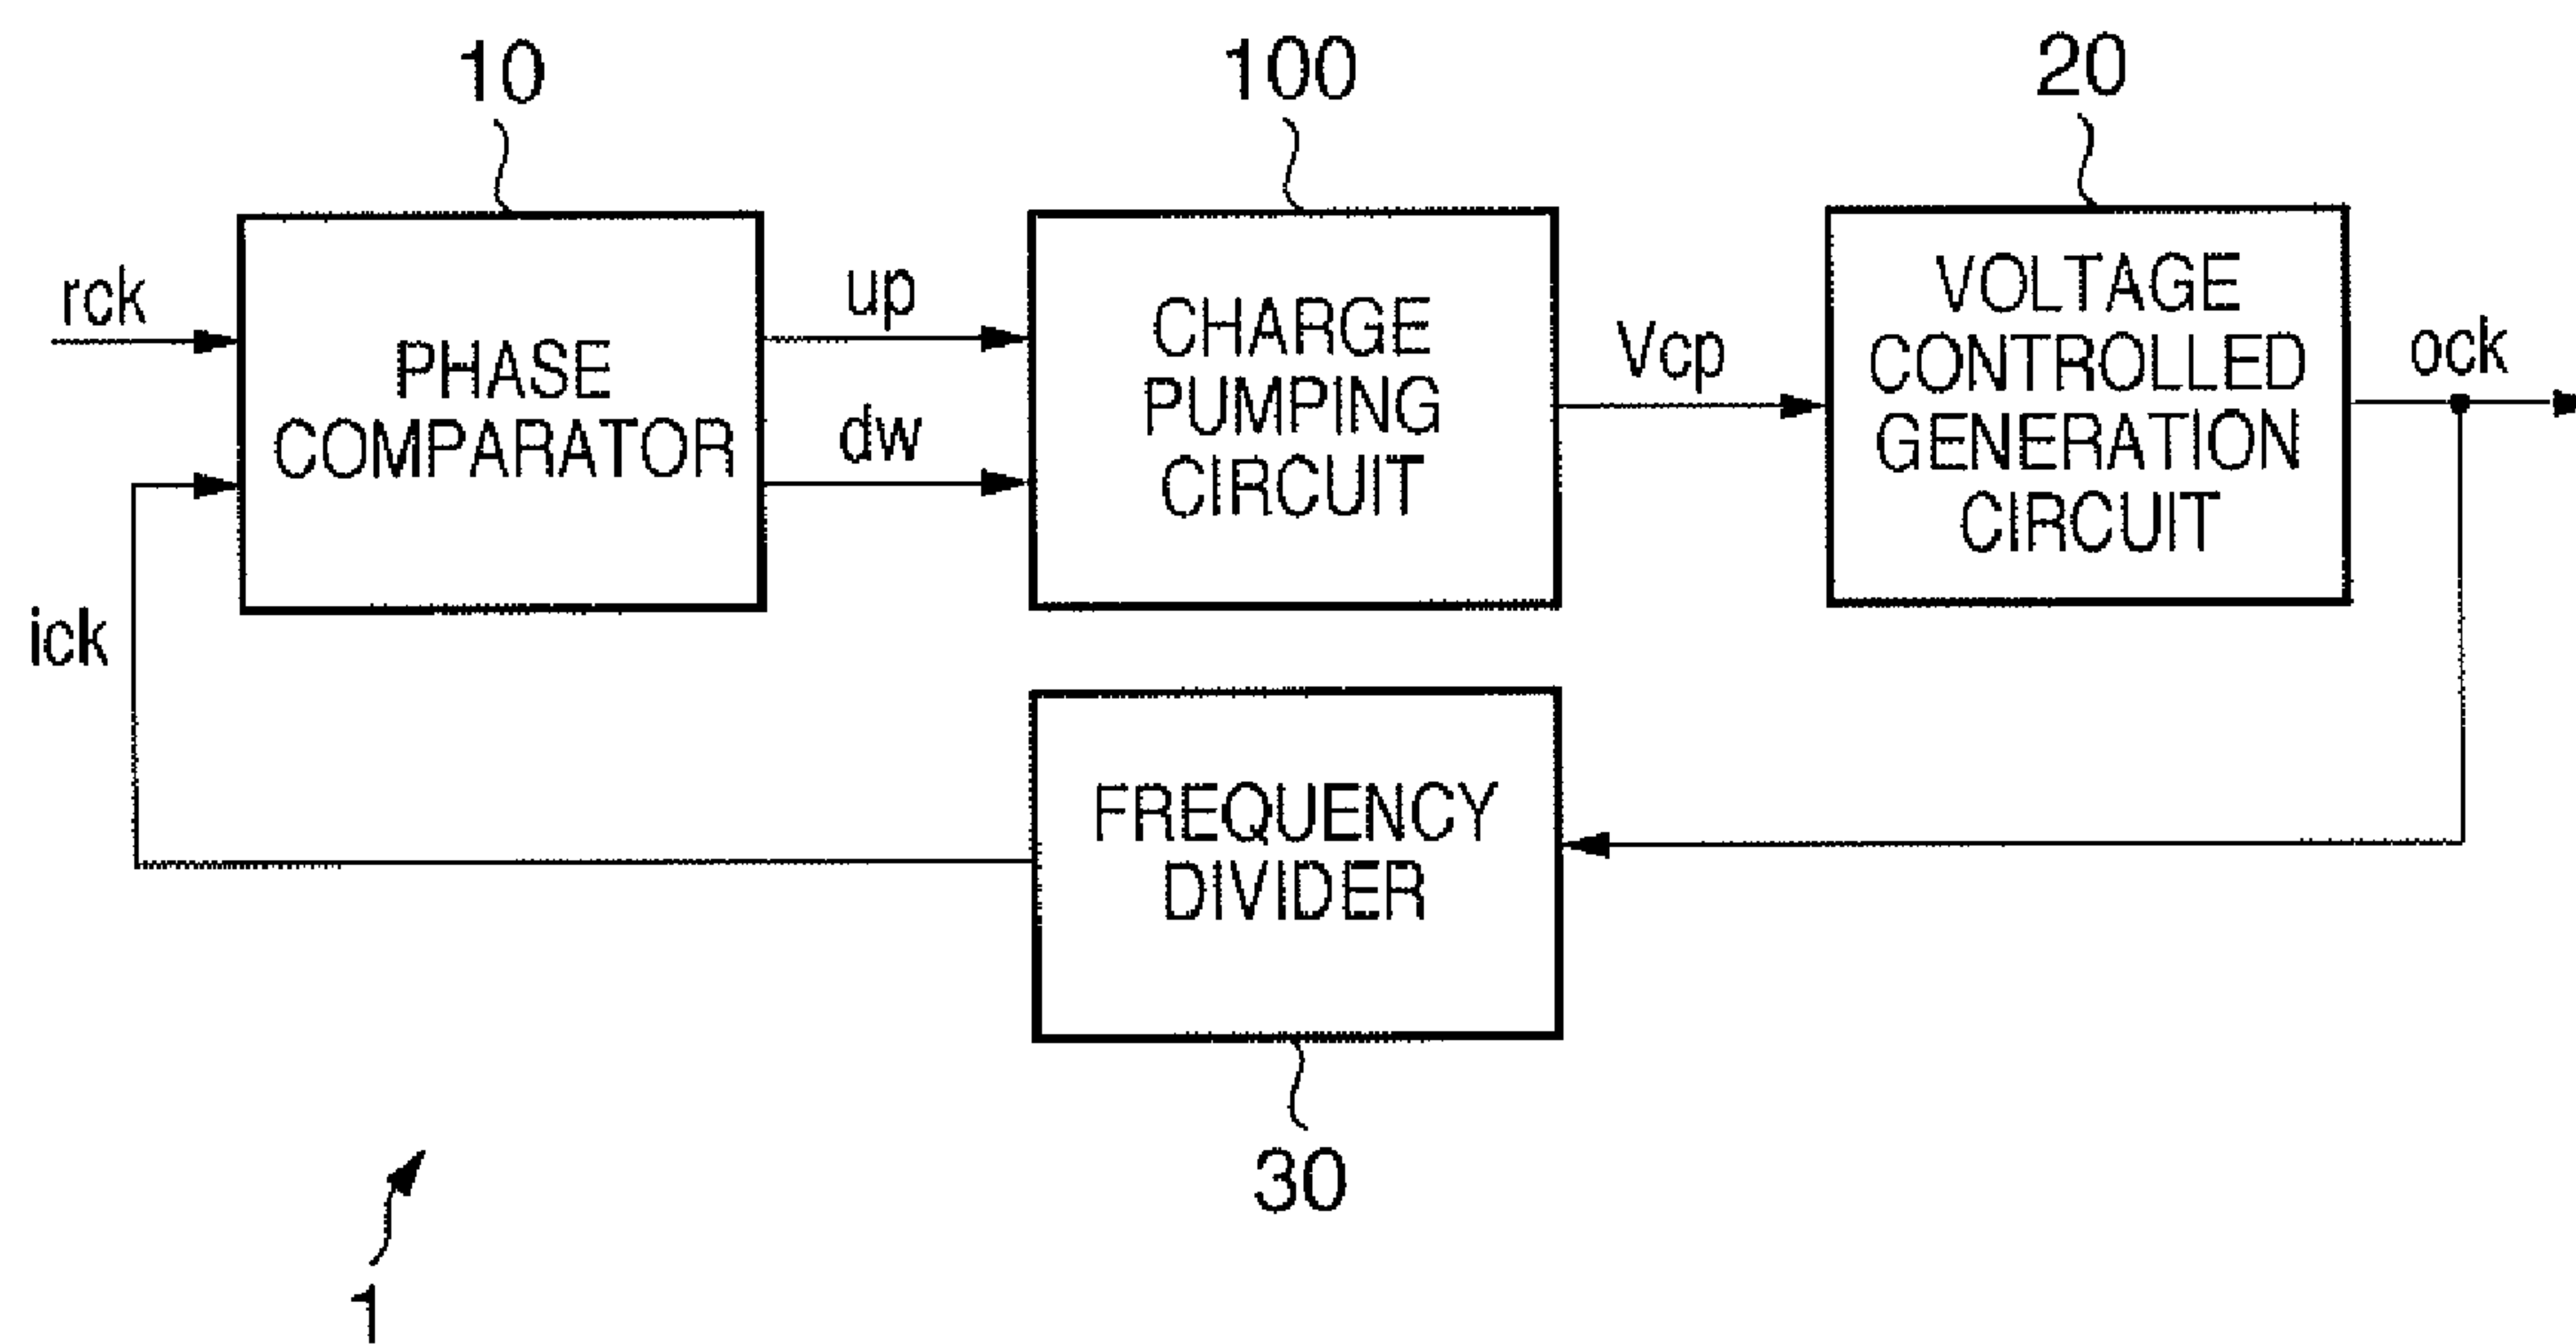 10
100
20
rck
PHASE
COMPARATOR
ick
up
dw
CHARGE
PUMPING
CIRCUIT
Vcp
VOLTAGE
CONTROLLED
GENERATION
CIRCUIT
ock
FREQUENCY
DIVIDER
30
1